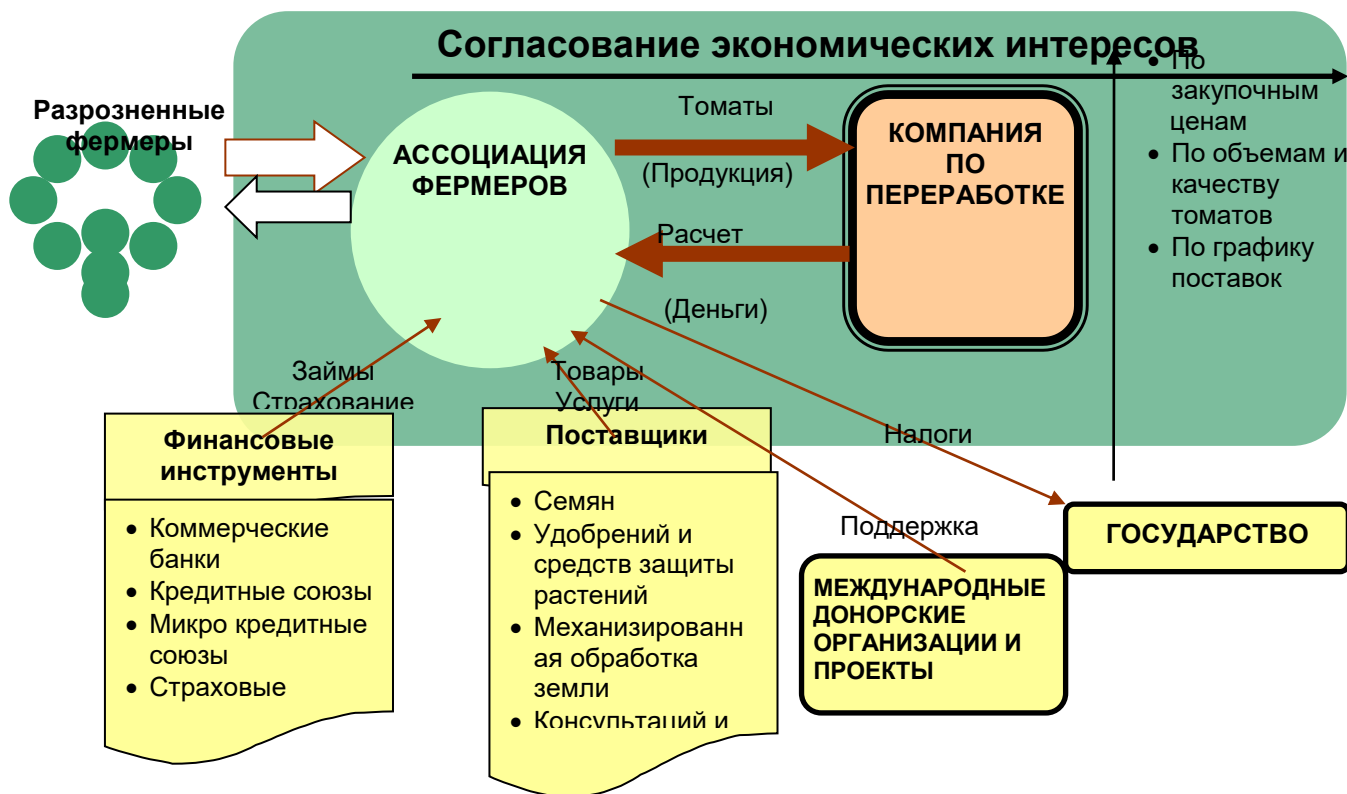 Согласование экономических интересов
Разрозненные
фермеры
АССОЦИАЦИЯ
ФЕРМЕРОВ
Томаты
(Продукция)
Расчет
(Деньги)
КОМПАНИЯ
ПО
ПЕРЕРАБОТКЕ
• По
закупочным
ценам
• По объемам и
качеству
томатов
• По графику
поставок
Займы
Страхование
Товары
Услуги
Налоги
Поддержка
Финансовые
инструменты
• Коммерческие
банки
• Кредитные союзы
• Микро кредитные
союзы
• Страховые
Поставщики
• Семян
• Удобрений и
средств защиты
растений
• Механизированн
ая обработка
земли
• Консультаций и
МЕЖДУНАРОДНЫЕ
ДОНОРСКИЕ
ОРГАНИЗАЦИИ И
ПРОЕКТЫ
ГОСУДАРСТВО